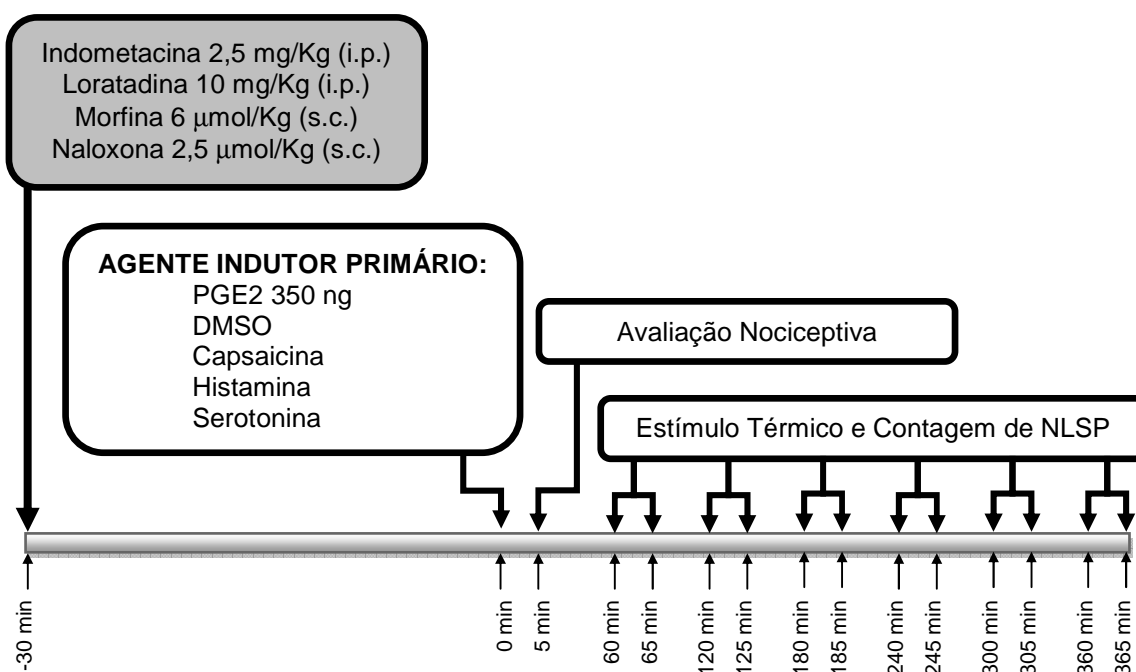 Indometacina 2,5 mg/Kg (i.p.)
Loratadina 10 mg/Kg (i.p.)
Morfina 6 μmol/Kg (s.c.)
Naloxona 2,5 μmol/Kg (s.c.)
AGENTE INDUTOR PRIMÁRIO:
PGE2 350 ng
DMSO
Capsaicina
Histamina
Serotonina
Avaliação Nociceptiva
Estímulo Térmico e Contagem de NLSP
-30 min
0 min
5 min
60 min
65 min
120 min
125 min
180 min
185 min
240 min
245 min
300 min
305 min
360 min
365 min